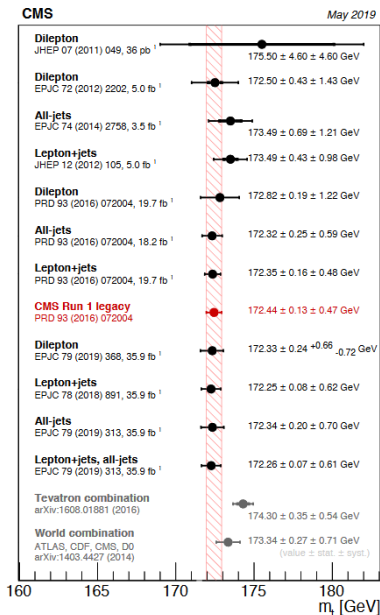 CMS May 2019
Dilepton
JHEP 07 (2011) 049, 36 pb⁻¹
175.50 ± 4.60 ± 4.60 GeV
Dilepton
EPJC 72 (2012) 2202, 5.0 fb⁻¹
172.50 ± 0.43 ± 1.43 GeV
All-jets
EPJC 74 (2014) 2758, 3.5 fb⁻¹
173.49 ± 0.69 ± 1.21 GeV
Lepton+jets
JHEP 12 (2012) 105, 5.0 fb⁻¹
173.49 ± 0.43 ± 0.98 GeV
Dilepton
PRD 93 (2016) 072004, 19.7 fb⁻¹
172.82 ± 0.19 ± 1.22 GeV
All-jets
PRD 93 (2016) 072004, 18.2 fb⁻¹
172.32 ± 0.25 ± 0.59 GeV
Lepton+jets
PRD 93 (2016) 072004, 19.7 fb⁻¹
172.35 ± 0.16 ± 0.48 GeV
CMS Run 1 legacy
PRD 93 (2016) 072004
172.44 ± 0.13 ± 0.47 GeV
Dilepton
EPJC 79 (2019) 368, 35.9 fb⁻¹
172.33 ± 0.24 +0.66 -0.72 GeV
Lepton+jets
EPJC 78 (2018) 891, 35.9 fb⁻¹
172.25 ± 0.08 ± 0.62 GeV
All-jets
EPJC 79 (2019) 313, 35.9 fb⁻¹
172.34 ± 0.20 ± 0.70 GeV
Lepton+jets, all-jets
EPJC 79 (2019) 313, 35.9 fb⁻¹
172.26 ± 0.07 ± 0.61 GeV
Tevatron combination
arXiv:1608.01881 (2016)
174.30 ± 0.35 ± 0.54 GeV
World combination
ATLAS, CDF, CMS, D0
arXiv:1403.4427 (2014)
173.34 ± 0.27 ± 0.71 GeV
(value ± stat. ± syst.)
160 165 170 175 180
mₜ [GeV]